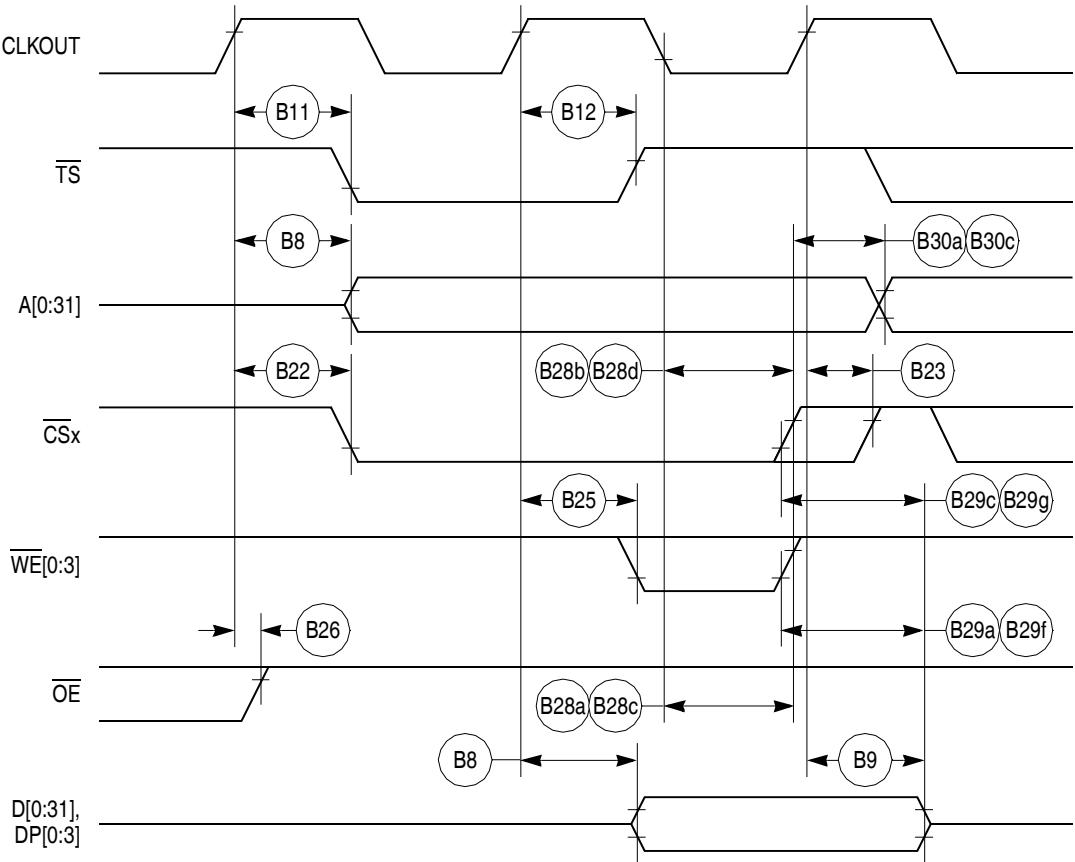 CLKOUT
B11
B12
TS
B8
B30a B30c
A[0:31]
B22
B28b B28d
B23
CSx
B25
B29c B29g
WE[0:3]
B26
B29a B29f
OE
B28a B28c
B8
B9
D[0:31],
DP[0:3]